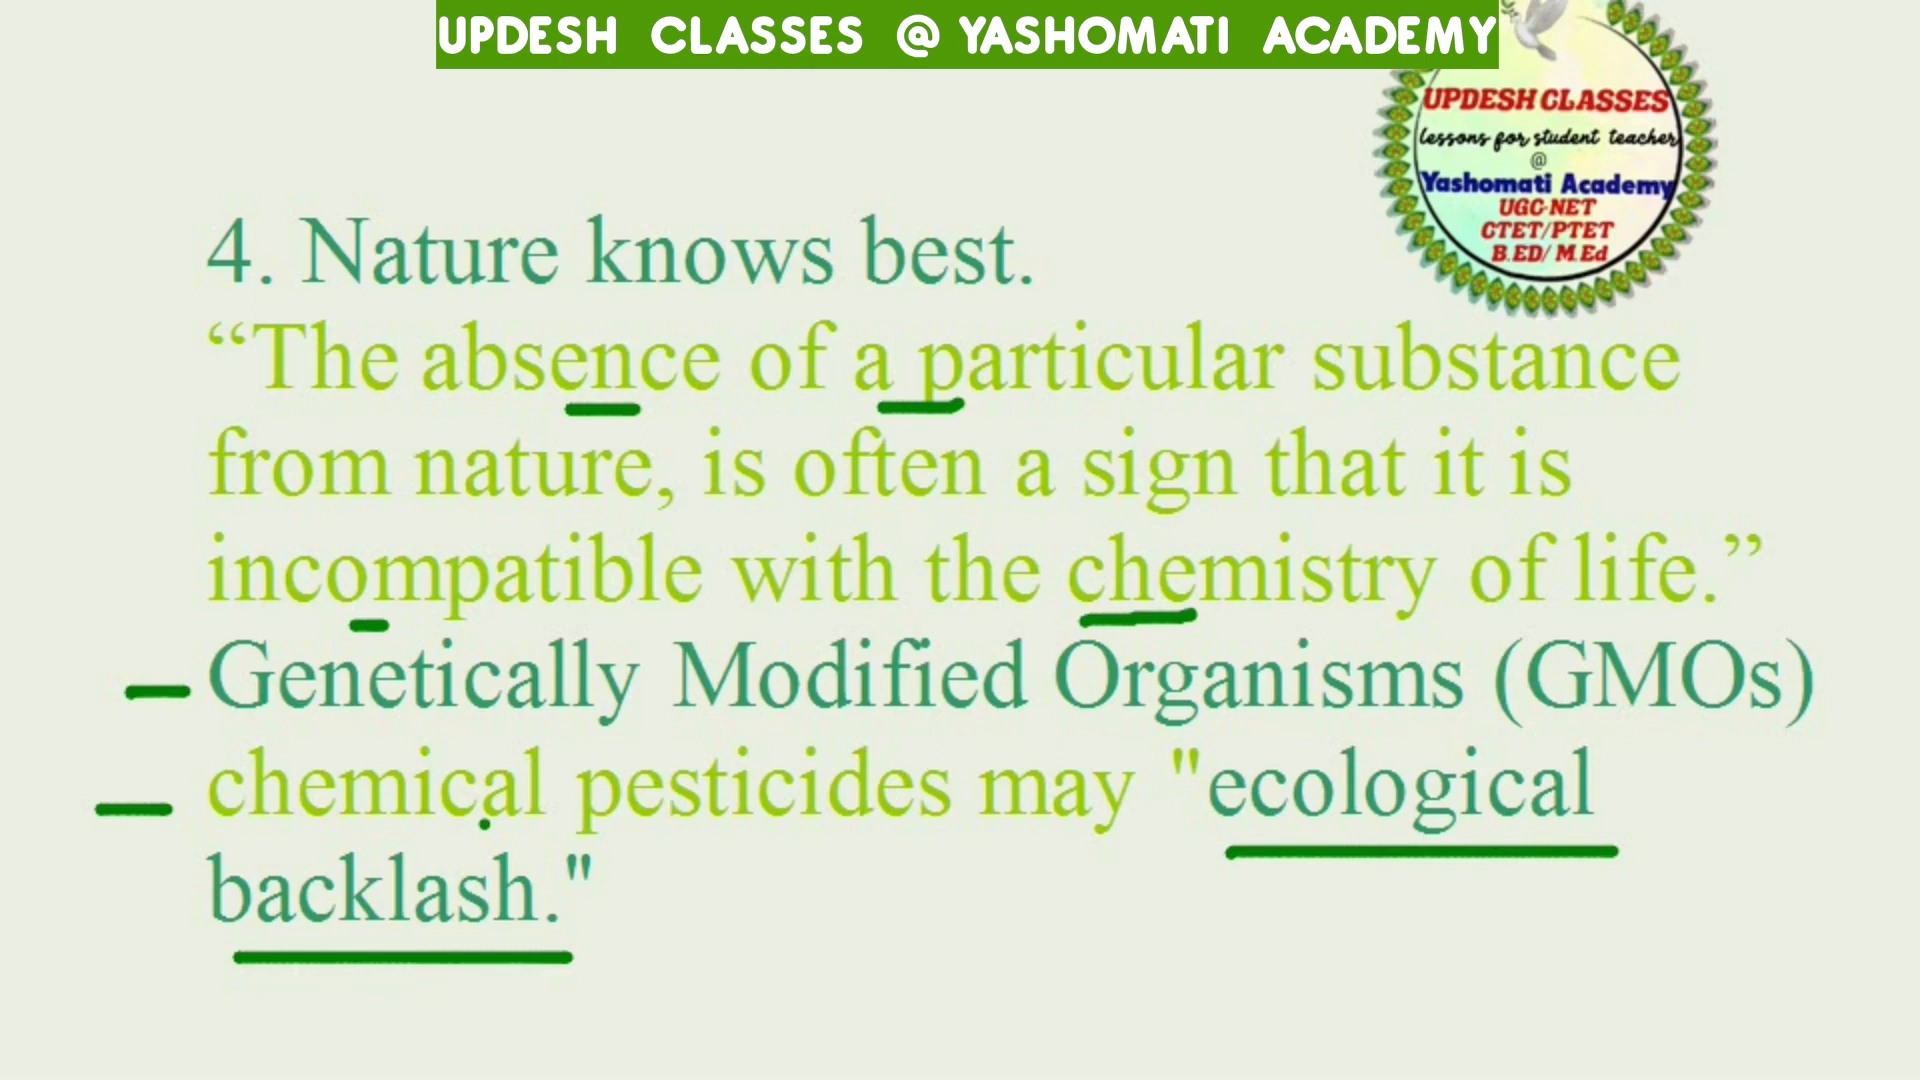 UPDESH CLASSES @ YASHOMATI ACADEMY
UPDESH CLASSES
lessons for student teacher
@
Yashomati Academy
UGC-NET
CTET/PTET
B.ED/ M.Ed
4. Nature knows best.
“The absence of a particular substance
from nature, is often a sign that it is
incompatible with the chemistry of life.”
Genetically Modified Organisms (GMOs)
chemical pesticides may "ecological
backlash."